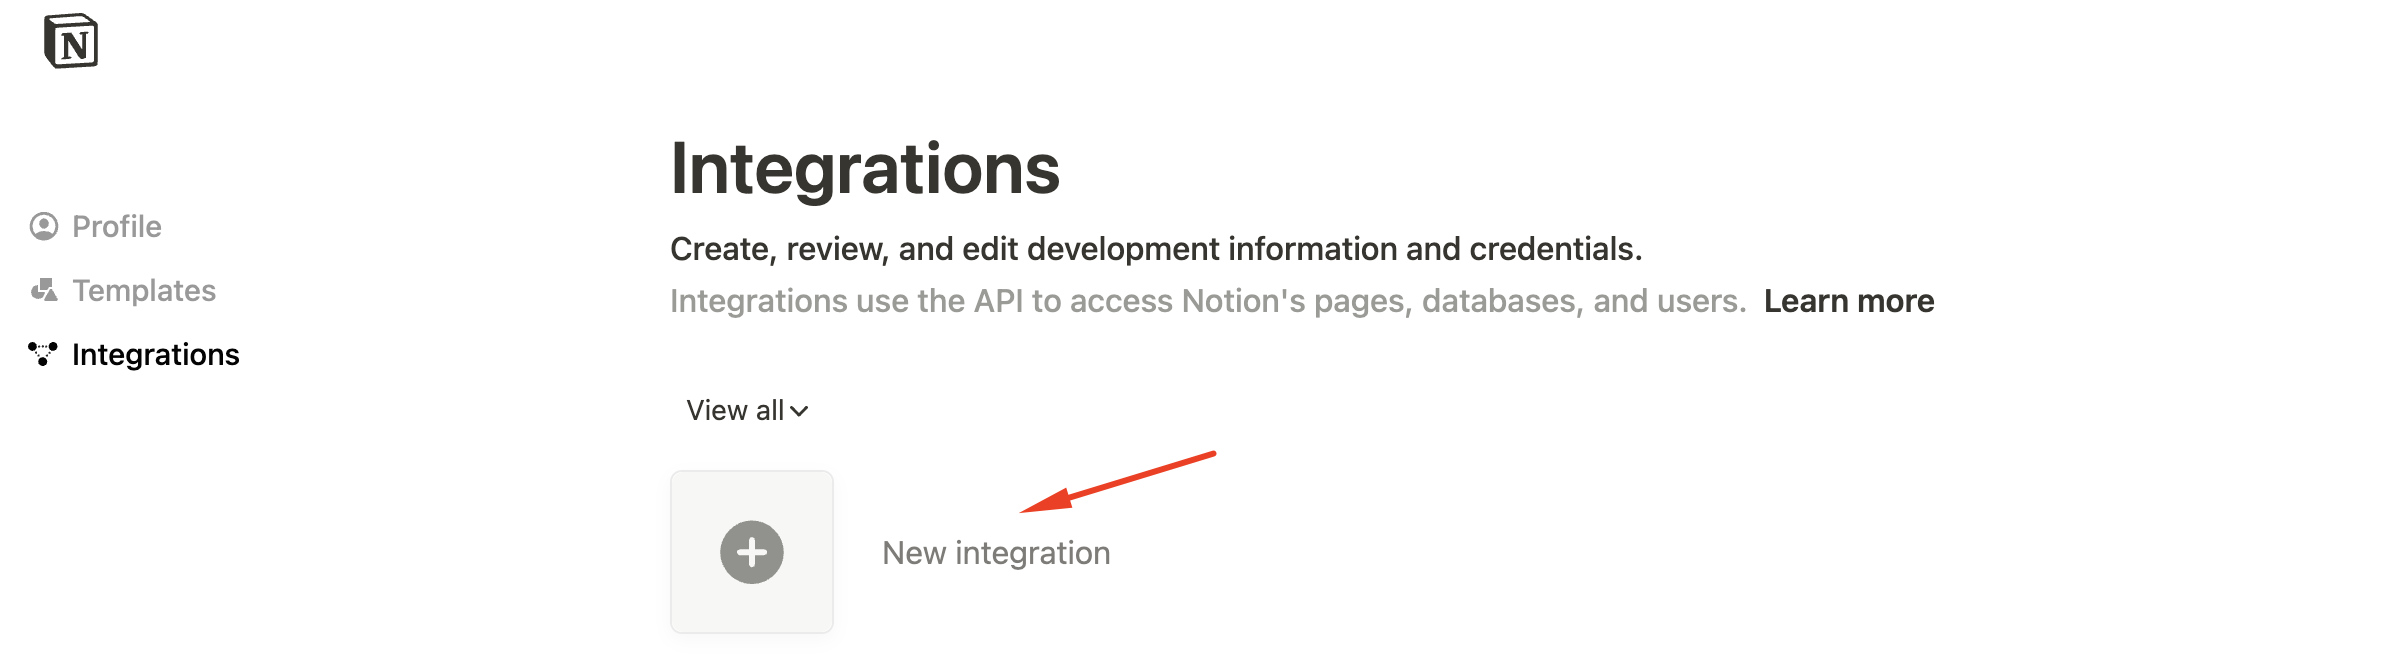 N
Profile
Templates
Integrations
Integrations
Create, review, and edit development information and credentials.
Integrations use the API to access Notion's pages, databases, and users. Learn more
View all
New integration